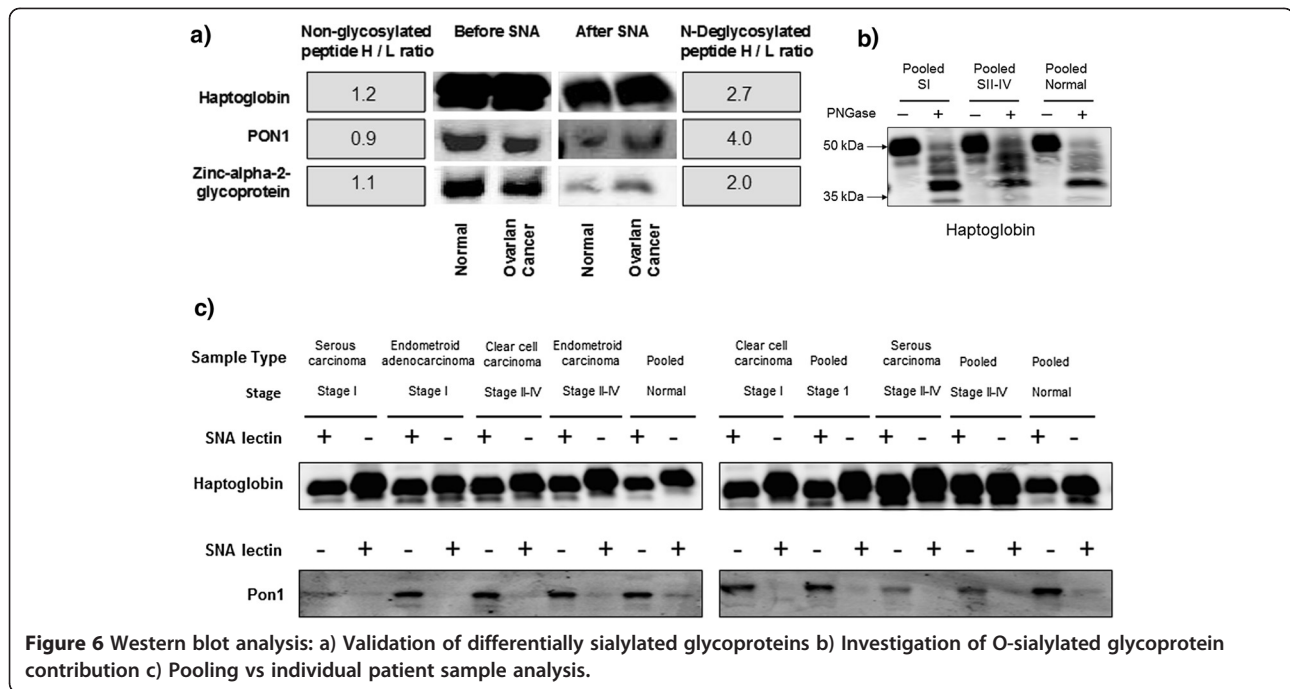 a)
Non-glycosylated peptide H / L ratio
Before SNA
After SNA
N-Deglycosylated peptide H / L ratio
Haptoglobin
1.2
2.7
PON1
0.9
4.0
Zinc-alpha-2-glycoprotein
1.1
2.0
Normal
Ovarian Cancer
Normal
Ovarian Cancer
b)
Pooled SI
Pooled SII-IV
Pooled Normal
PNGase − + − + − +
50 kDa
35 kDa
Haptoglobin
c)
Sample Type
Serous carcinoma
Endometroid adenocarcinoma
Clear cell carcinoma
Endometroid carcinoma
Pooled
Clear cell carcinoma
Pooled
Serous carcinoma
Pooled
Pooled
Stage
Stage I
Stage I
Stage II-IV
Stage II-IV
Normal
Stage I
Stage 1
Stage II-IV
Stage II-IV
Normal
SNA lectin + − + − + − + − + − + − + − + − + − + −
Haptoglobin
SNA lectin − + − + − + − + − + − + − + − + − + − +
Pon1
Figure 6 Western blot analysis: a) Validation of differentially sialylated glycoproteins b) Investigation of O-sialylated glycoprotein
contribution c) Pooling vs individual patient sample analysis.